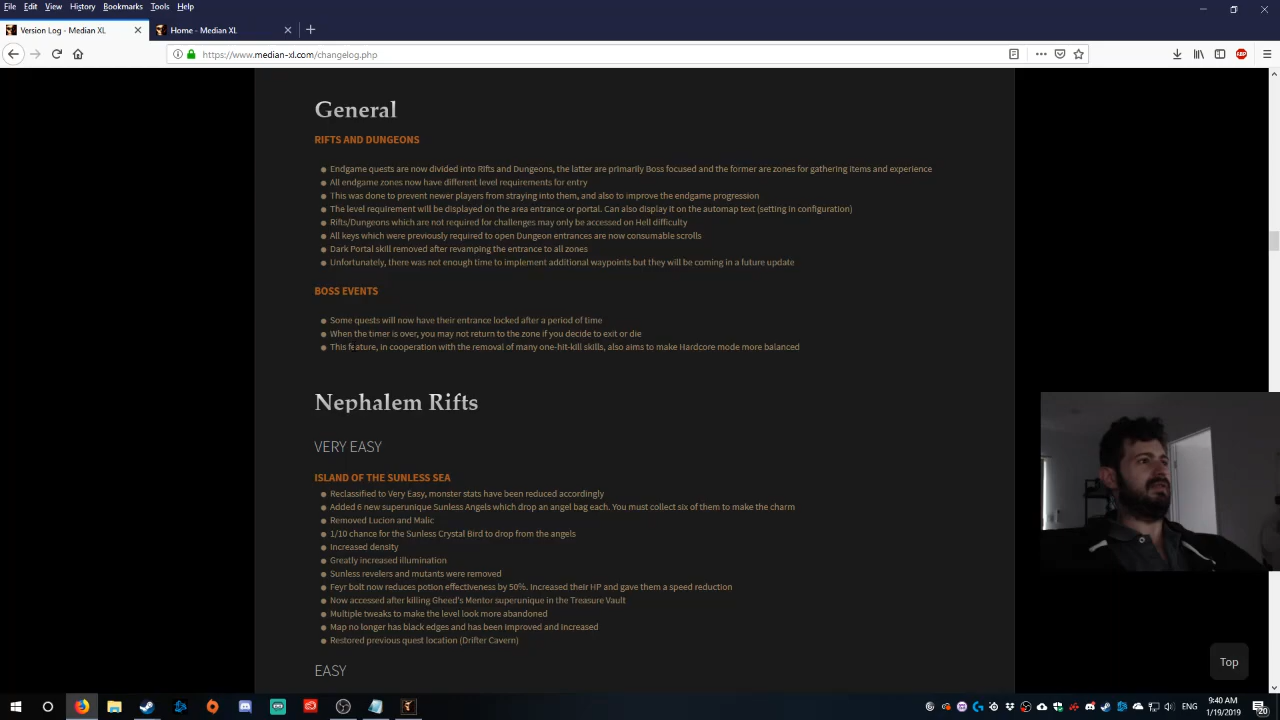 File Edit View History Bookmarks Tools Help
Version Log - Median XL
Home - Median XL
https://www.median-xl.com/changelog.php
ABP
General
RIFTS AND DUNGEONS
Endgame quests are now divided into Rifts and Dungeons, the latter are primarily Boss focused and the former are zones for gathering items and experience
All endgame zones now have different level requirements for entry
This was done to prevent newer players from straying into them, and also to improve the endgame progression
The level requirement will be displayed on the area entrance or portal. Can also display it on the automap text (setting in configuration)
Rifts/Dungeons which are not required for challenges may only be accessed on Hell difficulty
All keys which were previously required to open Dungeon entrances are now consumable scrolls
Dark Portal skill removed after revamping the entrance to all zones
Unfortunately, there was not enough time to implement additional waypoints but they will be coming in a future update
BOSS EVENTS
Some quests will now have their entrance locked after a period of time
When the timer is over, you may not return to the zone if you decide to exit or die
This feature, in cooperation with the removal of many one-hit-kill skills, also aims to make Hardcore mode more balanced
Nephalem Rifts
VERY EASY
ISLAND OF THE SUNLESS SEA
Reclassified to Very Easy, monster stats have been reduced accordingly
Added 6 new superunique Sunless Angels which drop an angel bag each. You must collect six of them to make the charm
Removed Lucion and Malic
1/10 chance for the Sunless Crystal Bird to drop from the angels
Increased density
Greatly increased illumination
Sunless revelers and mutants were removed
Feyr bolt now reduces potion effectiveness by 50%. Increased their HP and gave them a speed reduction
Now accessed after killing Gheed's Mentor superunique in the Treasure Vault
Multiple tweaks to make the level look more abandoned
Map no longer has black edges and has been improved and increased
Restored previous quest location (Drifter Cavern)
EASY
Top
ENG
9:40 AM
1/19/2019
20